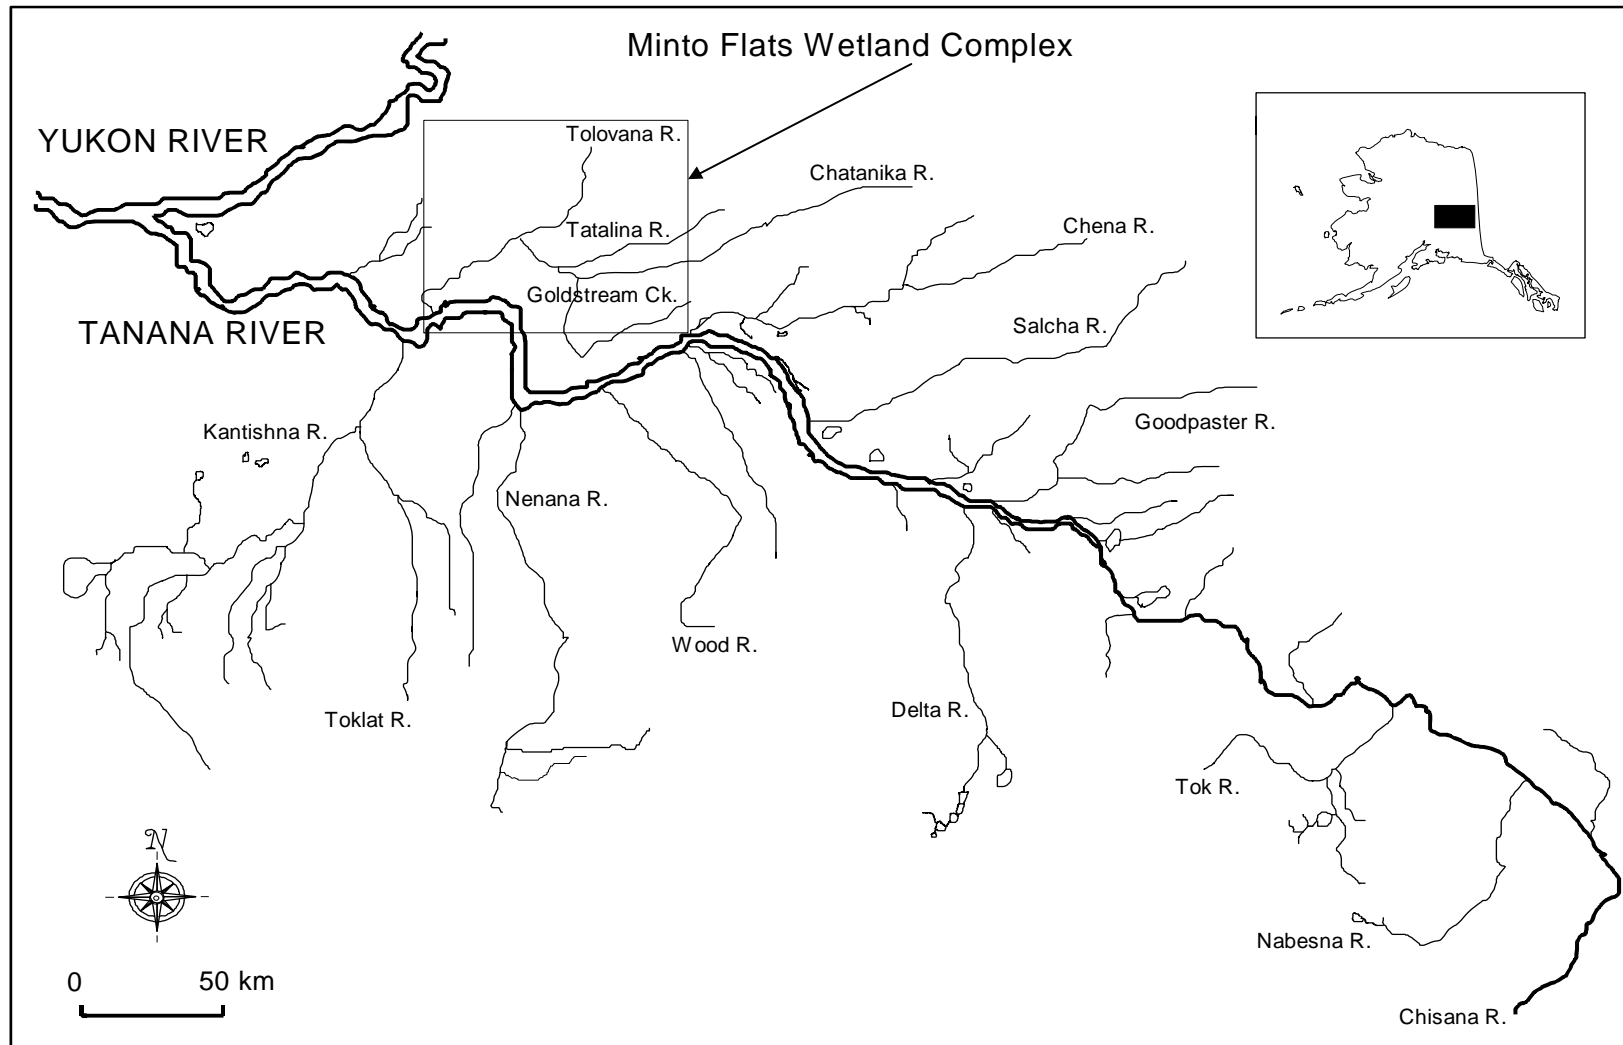 Minto Flats Wetland Complex
YUKON RIVER
Tolovana R.
Chatanika R.
Tatalina R.
Chena R.
Goldstream Ck.
TANANA RIVER
Salcha R.
Goodpaster R.
Kantishna R.
Nenana R.
Wood R.
Toklat R.
Delta R.
Tok R.
N
Nabesna R.
0 50 km
Chisana R.